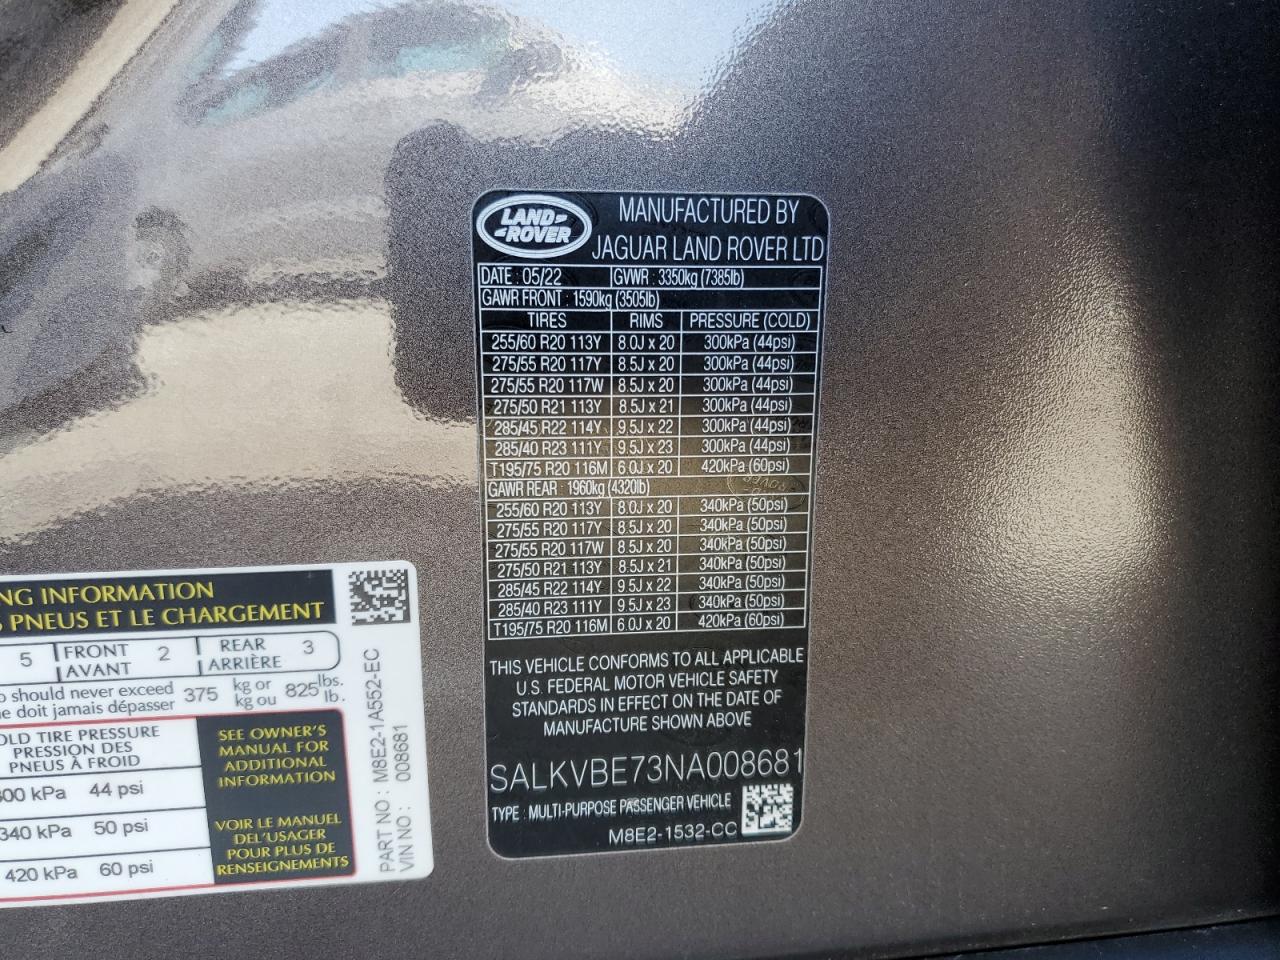 LAND
ROVER
MANUFACTURED BY
JAGUAR LAND ROVER LTD
DATE : 05/22 GVWR : 3350kg (7385lb)
GAWR FRONT : 1590kg (3505lb)
TIRES RIMS PRESSURE (COLD)
255/60 R20 113Y 8.0J x 20 300kPa (44psi)
275/55 R20 117Y 8.5J x 20 300kPa (44psi)
275/55 R20 117W 8.5J x 20 300kPa (44psi)
275/50 R21 113Y 8.5J x 21 300kPa (44psi)
285/45 R22 114Y 9.5J x 22 300kPa (44psi)
285/40 R23 111Y 9.5J x 23 300kPa (44psi)
T195/75 R20 116M 6.0J x 20 420kPa (60psi)
GAWR REAR : 1960kg (4320lb)
255/60 R20 113Y 8.0J x 20 340kPa (50psi)
275/55 R20 117Y 8.5J x 20 340kPa (50psi)
275/55 R20 117W 8.5J x 20 340kPa (50psi)
275/50 R21 113Y 8.5J x 21 340kPa (50psi)
285/45 R22 114Y 9.5J x 22 340kPa (50psi)
285/40 R23 111Y 9.5J x 23 340kPa (50psi)
T195/75 R20 116M 6.0J x 20 420kPa (60psi)
THIS VEHICLE CONFORMS TO ALL APPLICABLE
U.S. FEDERAL MOTOR VEHICLE SAFETY
STANDARDS IN EFFECT ON THE DATE OF
MANUFACTURE SHOWN ABOVE
SALKVBE73NA008681
TYPE : MULTI-PURPOSE PASSENGER VEHICLE
M8E2-1532-CC
NG INFORMATION
PNEUS ET LE CHARGEMENT
5 FRONT 2 REAR 3
AVANT ARRIÈRE
o should never exceed 375 kg or 825 lbs.
ne doit jamais dépasser kg ou lb.
OLD TIRE PRESSURE
PRESSION DES
PNEUS À FROID
300 kPa 44 psi
340 kPa 50 psi
420 kPa 60 psi
SEE OWNER'S
MANUAL FOR
ADDITIONAL
INFORMATION
VOIR LE MANUEL
DEL'USAGER
POUR PLUS DE
RENSEIGNEMENTS
PART NO : M8E2-1A552-EC
VIN NO : 008681